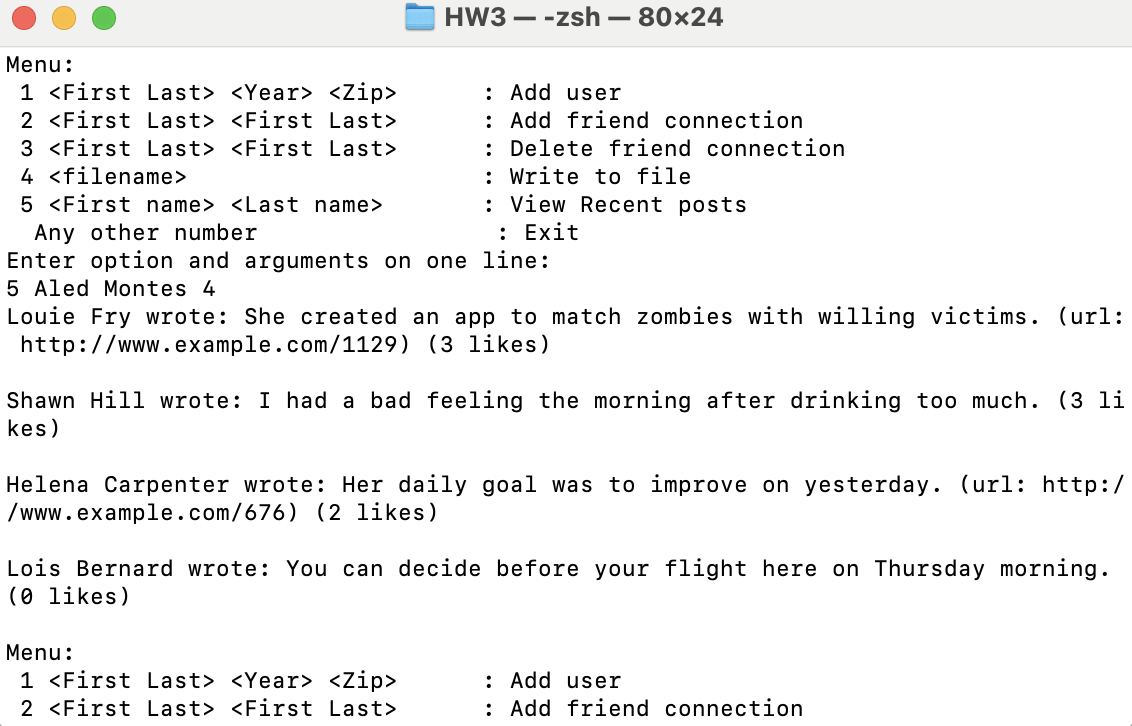 HW3 — -zsh — 80×24
Menu:
 1 <First Last> <Year> <Zip>      : Add user
 2 <First Last> <First Last>      : Add friend connection
 3 <First Last> <First Last>      : Delete friend connection
 4 <filename>                     : Write to file
 5 <First name> <Last name>       : View Recent posts
  Any other number                 : Exit
Enter option and arguments on one line:
5 Aled Montes 4
Louie Fry wrote: She created an app to match zombies with willing victims. (url:
 http://www.example.com/1129) (3 likes)

Shawn Hill wrote: I had a bad feeling the morning after drinking too much. (3 li
kes)

Helena Carpenter wrote: Her daily goal was to improve on yesterday. (url: http:/
/www.example.com/676) (2 likes)

Lois Bernard wrote: You can decide before your flight here on Thursday morning.
(0 likes)

Menu:
 1 <First Last> <Year> <Zip>      : Add user
 2 <First Last> <First Last>      : Add friend connection